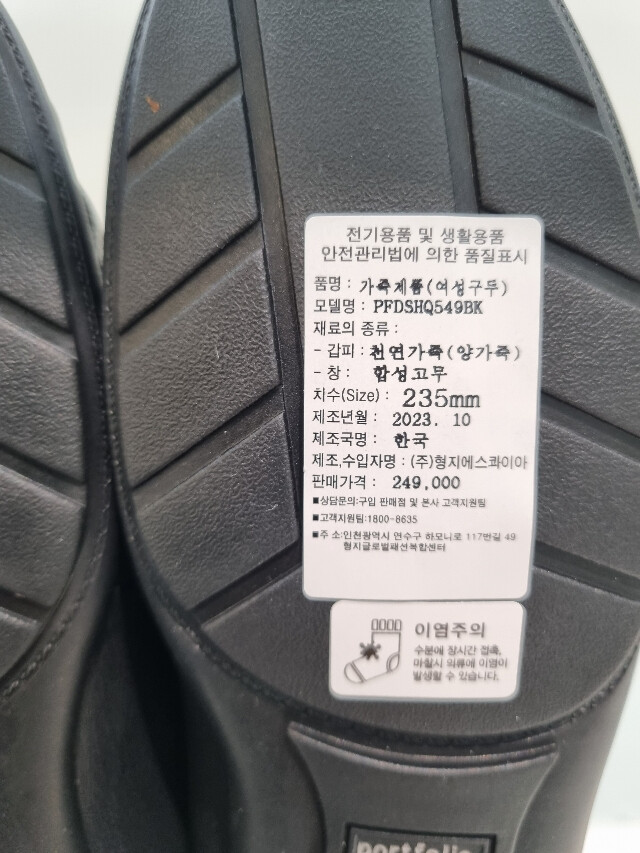 전기용품 및 생활용품
안전관리법에 의한 품질표시
품명 : 가죽제품(여성구두)
모델명 : PFDSHQ549BK
재료의 종류 :
- 갑피 : 천연가죽(양가죽)
- 창 : 합성고무
치수(Size) : 235mm
제조년월 : 2023. 10
제조국명 : 한국
제조,수입자명 : (주)형지에스콰이아
판매가격 : 249,000
■상담문의:구입 판매점 및 본사 고객지원팀
■고객지원팀:1800-8635
■주 소:인천광역시 연수구 하모니로 177번길 49
형지글로벌패션복합센터
이염주의
수분에 장시간 접촉,
마찰시 의류에 이염이
발생할 수 있습니다.
portfolio